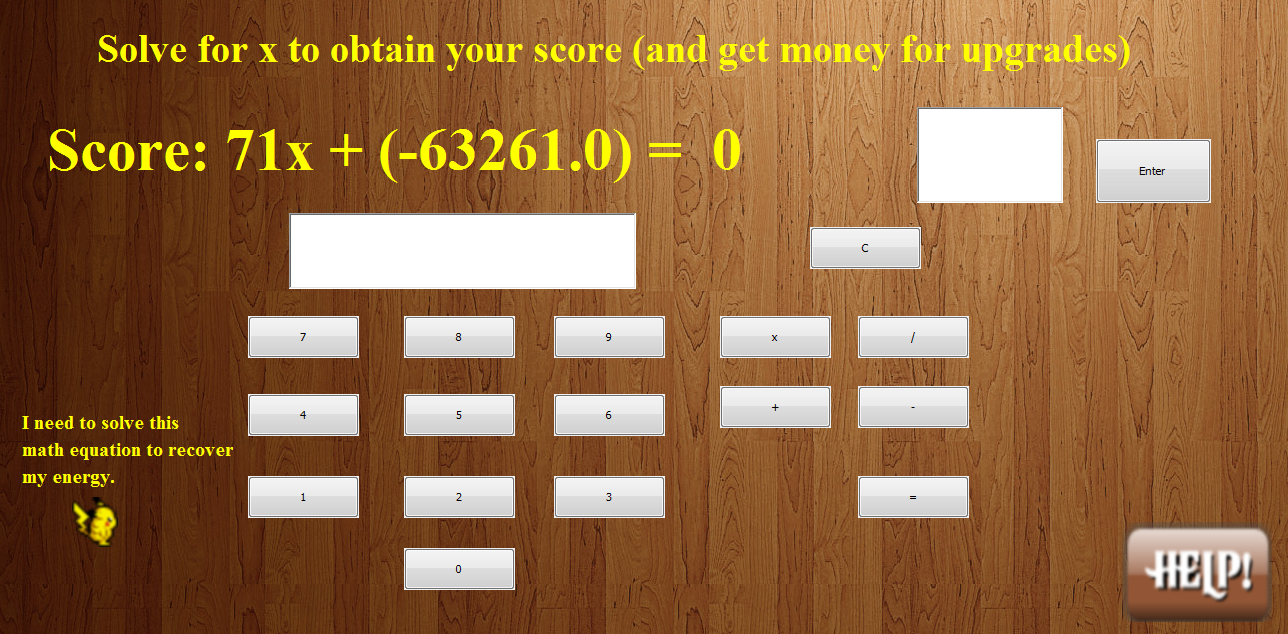 Solve for x to obtain your score (and get money for upgrades)
Score: 71x + (-63261.0) = 0
Enter
C
7 8 9 x /
4 5 6 + -
I need to solve this
math equation to recover
my energy.
1 2 3 =
0
HELP!